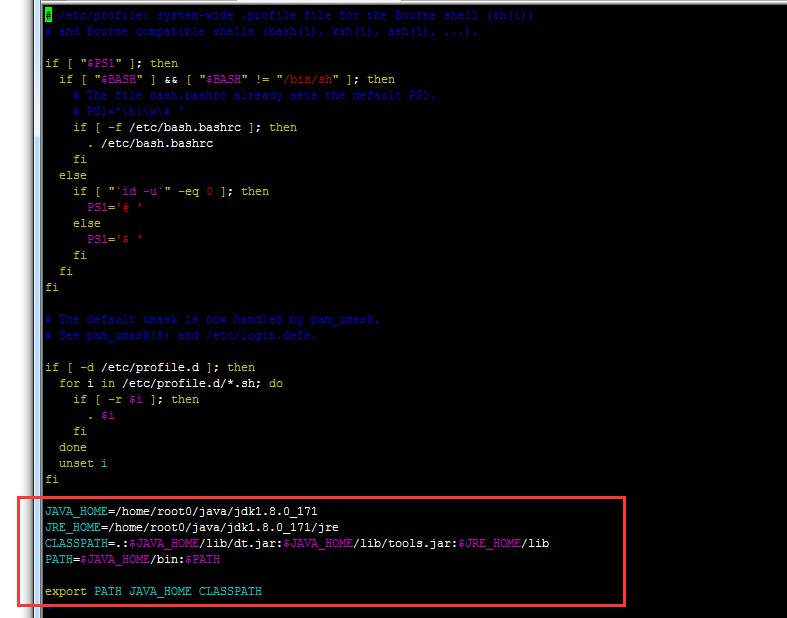 # /etc/profile: system-wide .profile file for the Bourne shell (sh(1))
# and Bourne compatible shells (bash(1), ksh(1), ash(1), ...).
if [ "$PS1" ]; then
if [ "$BASH" ] && [ "$BASH" != "/bin/sh" ]; then
# The file bash.bashrc already sets the default PS1.
# PS1='\h:\w\$ '
if [ -f /etc/bash.bashrc ]; then
. /etc/bash.bashrc
fi
else
if [ "`id -u`" -eq 0 ]; then
PS1='# '
else
PS1='$ '
fi
fi
fi
# The default umask is now handled by pam_umask.
# See pam_umask(8) and /etc/login.defs.
if [ -d /etc/profile.d ]; then
for i in /etc/profile.d/*.sh; do
if [ -r $i ]; then
. $i
fi
done
unset i
fi
JAVA_HOME=/home/root0/java/jdk1.8.0_171
JRE_HOME=/home/root0/java/jdk1.8.0_171/jre
CLASSPATH=.:$JAVA_HOME/lib/dt.jar:$JAVA_HOME/lib/tools.jar:$JRE_HOME/lib
PATH=$JAVA_HOME/bin:$PATH
export PATH JAVA_HOME CLASSPATH